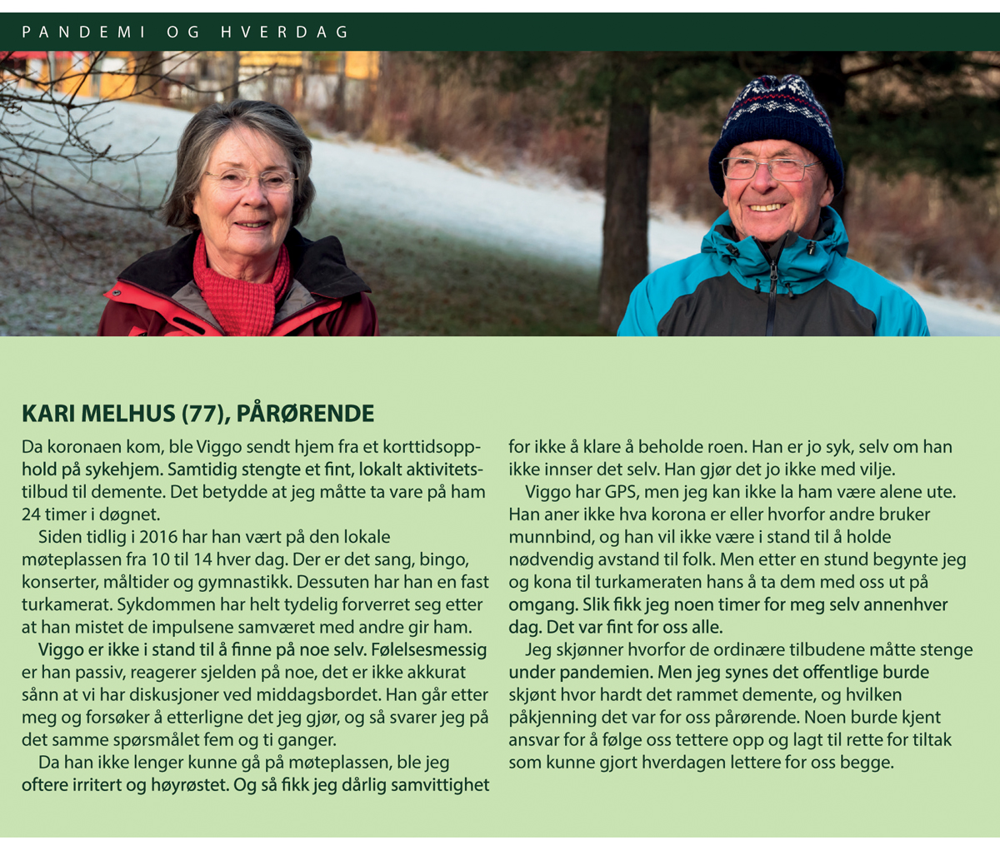 PANDEMI OG HVERDAG
KARI MELHUS (77), PÅRØRENDE
Da koronaen kom, ble Viggo sendt hjem fra et korttidsopp-
hold på sykehjem. Samtidig stengte et fint, lokalt aktivitets-
tilbud til demente. Det betydde at jeg måtte ta vare på ham
24 timer i døgnet.
Siden tidlig i 2016 har han vært på den lokale
møteplassen fra 10 til 14 hver dag. Der er det sang, bingo,
konserter, måltider og gymnastikk. Dessuten har han en fast
turkamerat. Sykdommen har helt tydelig forverret seg etter
at han mistet de impulsene samværet med andre gir ham.
Viggo er ikke i stand til å finne på noe selv. Følelsesmessig
er han passiv, reagerer sjelden på noe, det er ikke akkurat
sånn at vi har diskusjoner ved middagsbordet. Han går etter
meg og forsøker å etterligne det jeg gjør, og så svarer jeg på
det samme spørsmålet fem og ti ganger.
Da han ikke lenger kunne gå på møteplassen, ble jeg
oftere irritert og høyrøstet. Og så fikk jeg dårlig samvittighet
for ikke å klare å beholde roen. Han er jo syk, selv om han
ikke innser det selv. Han gjør det jo ikke med vilje.
Viggo har GPS, men jeg kan ikke la ham være alene ute.
Han aner ikke hva korona er eller hvorfor andre bruker
munnbind, og han vil ikke være i stand til å holde
nødvendig avstand til folk. Men etter en stund begynte jeg
og kona til turkameraten hans å ta dem med oss ut på
omgang. Slik fikk jeg noen timer for meg selv annenhver
dag. Det var fint for oss alle.
Jeg skjønner hvorfor de ordinære tilbudene måtte stenge
under pandemien. Men jeg synes det offentlige burde
skjønt hvor hardt det rammet demente, og hvilken
påkjenning det var for oss pårørende. Noen burde kjent
ansvar for å følge oss tettere opp og lagt til rette for tiltak
som kunne gjort hverdagen lettere for oss begge.